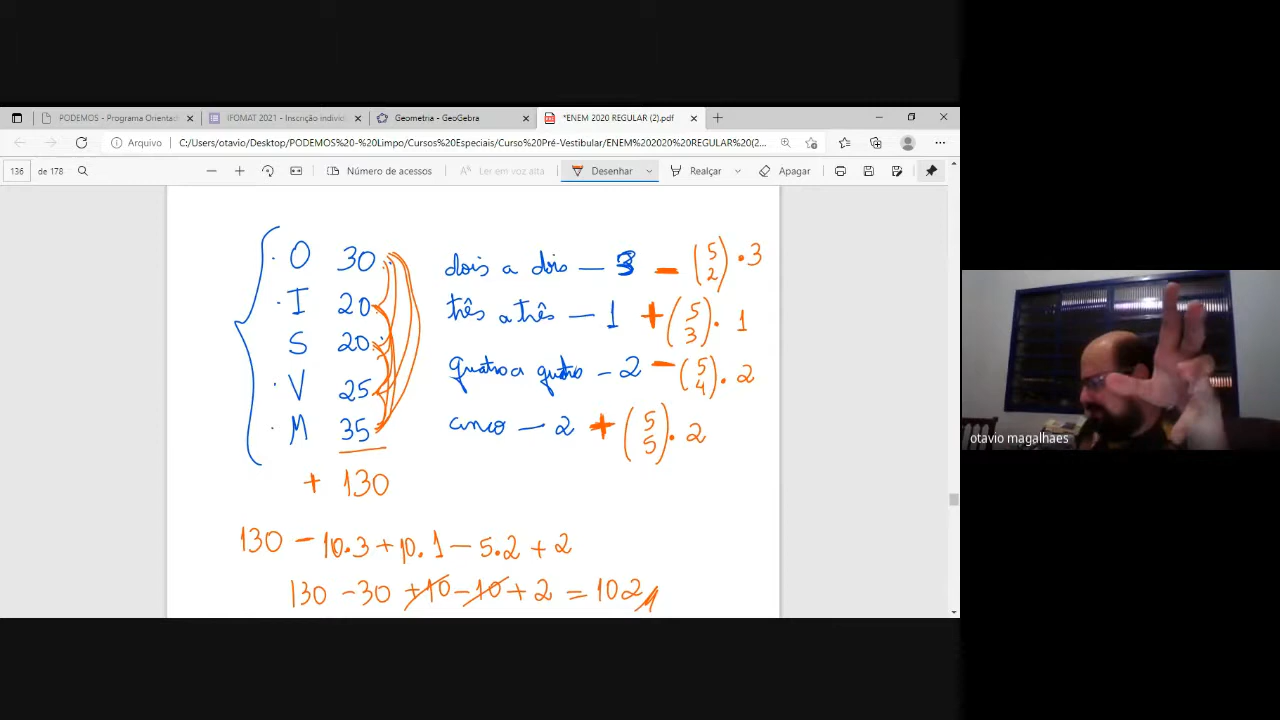 PODEMOS - Programa Orientad
IFOMAT 2021 - Inscrição individ
Geometria - GeoGebra
*ENEM 2020 REGULAR (2).pdf
Arquivo
C:/Users/otavio/Desktop/PODEMOS%20-%20Limpo/Cursos%20Especiais/Curso%20Pré-Vestibular/ENEM%202020%20REGULAR%20(2...
136 de 178
Número de acessos
Ler em voz alta
Desenhar
Realçar
Apagar
O 30 dois a dois — 3 — (5 2) · 3
I 20 três a três — 1 + (5 3) · 1
S 20
V 25 quatro a quatro — 2 — (5 4) · 2
M 35 cinco — 2 + (5 5) · 2
+ 130
130 - 10·3 + 10·1 - 5·2 + 2
130 - 30 + 10 - 10 + 2 = 102
otavio magalhaes